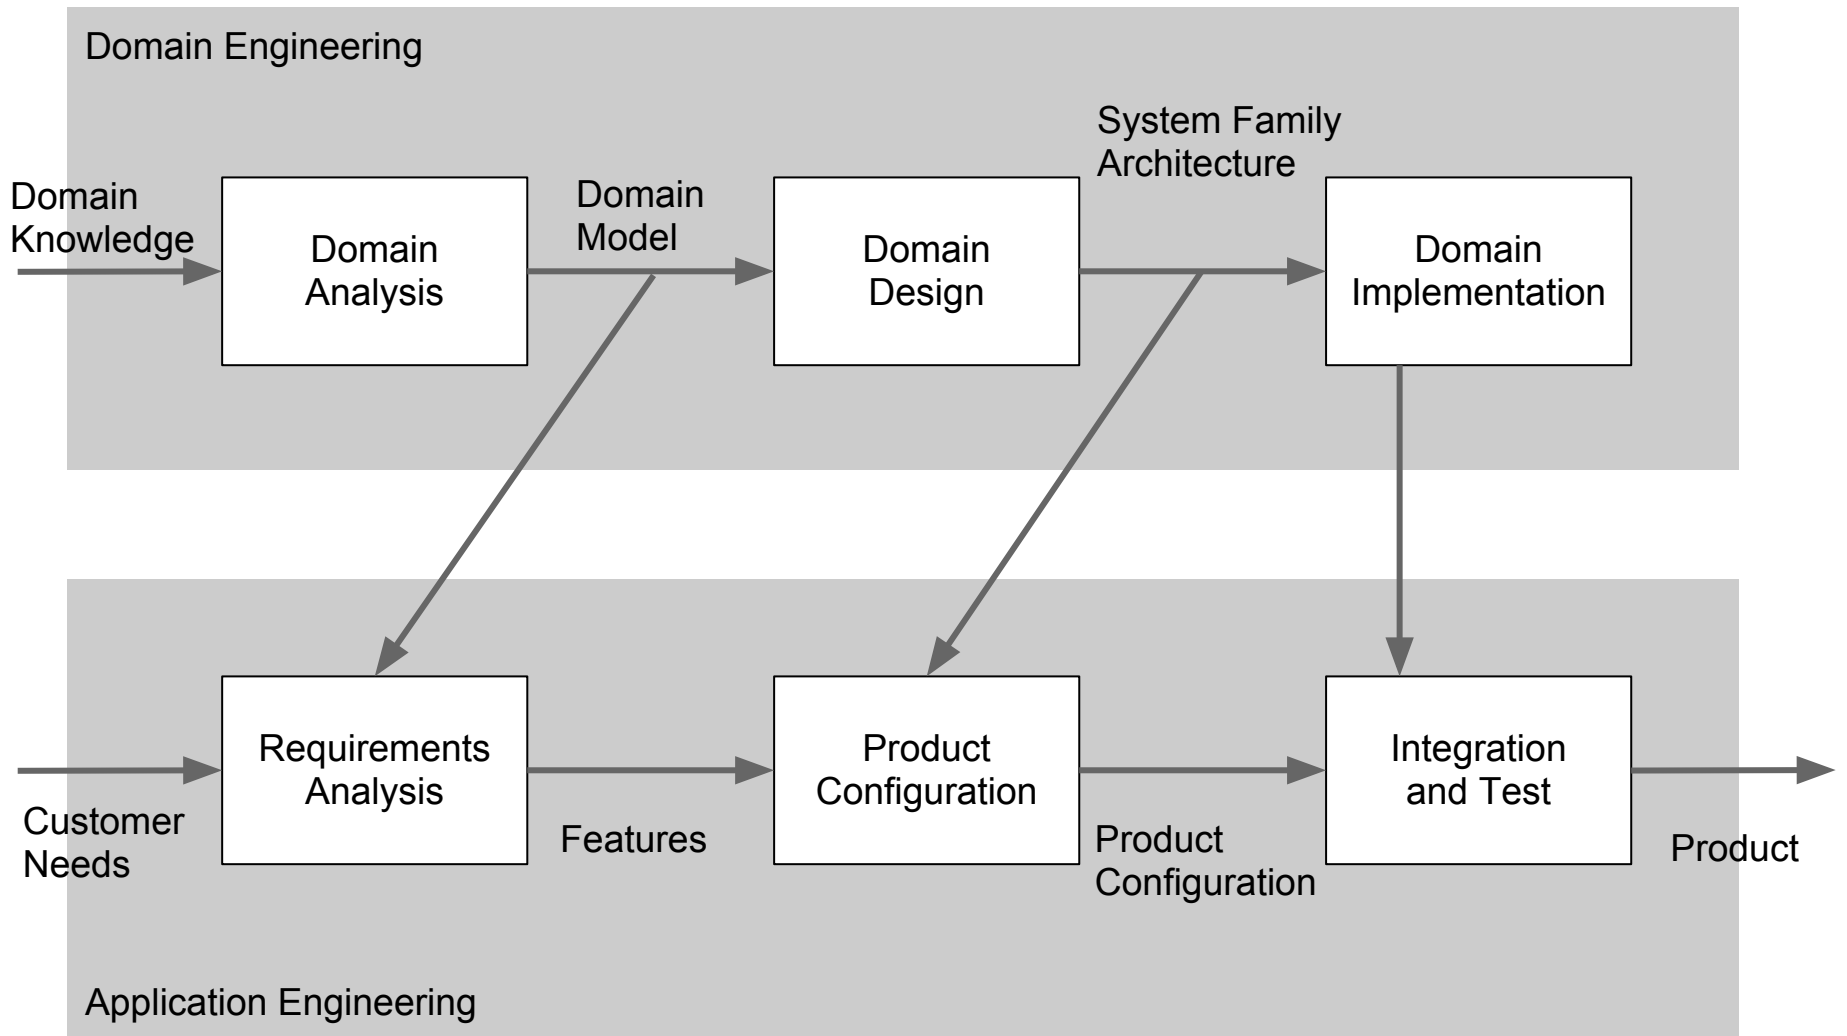 Domain Engineering
System Family
Architecture
Domain
Knowledge
Domain
Analysis
Domain
Model
Domain
Design
Domain
Implementation
Requirements
Analysis
Product
Configuration
Integration
and Test
Customer
Needs
Features
Product
Configuration
Product
Application Engineering